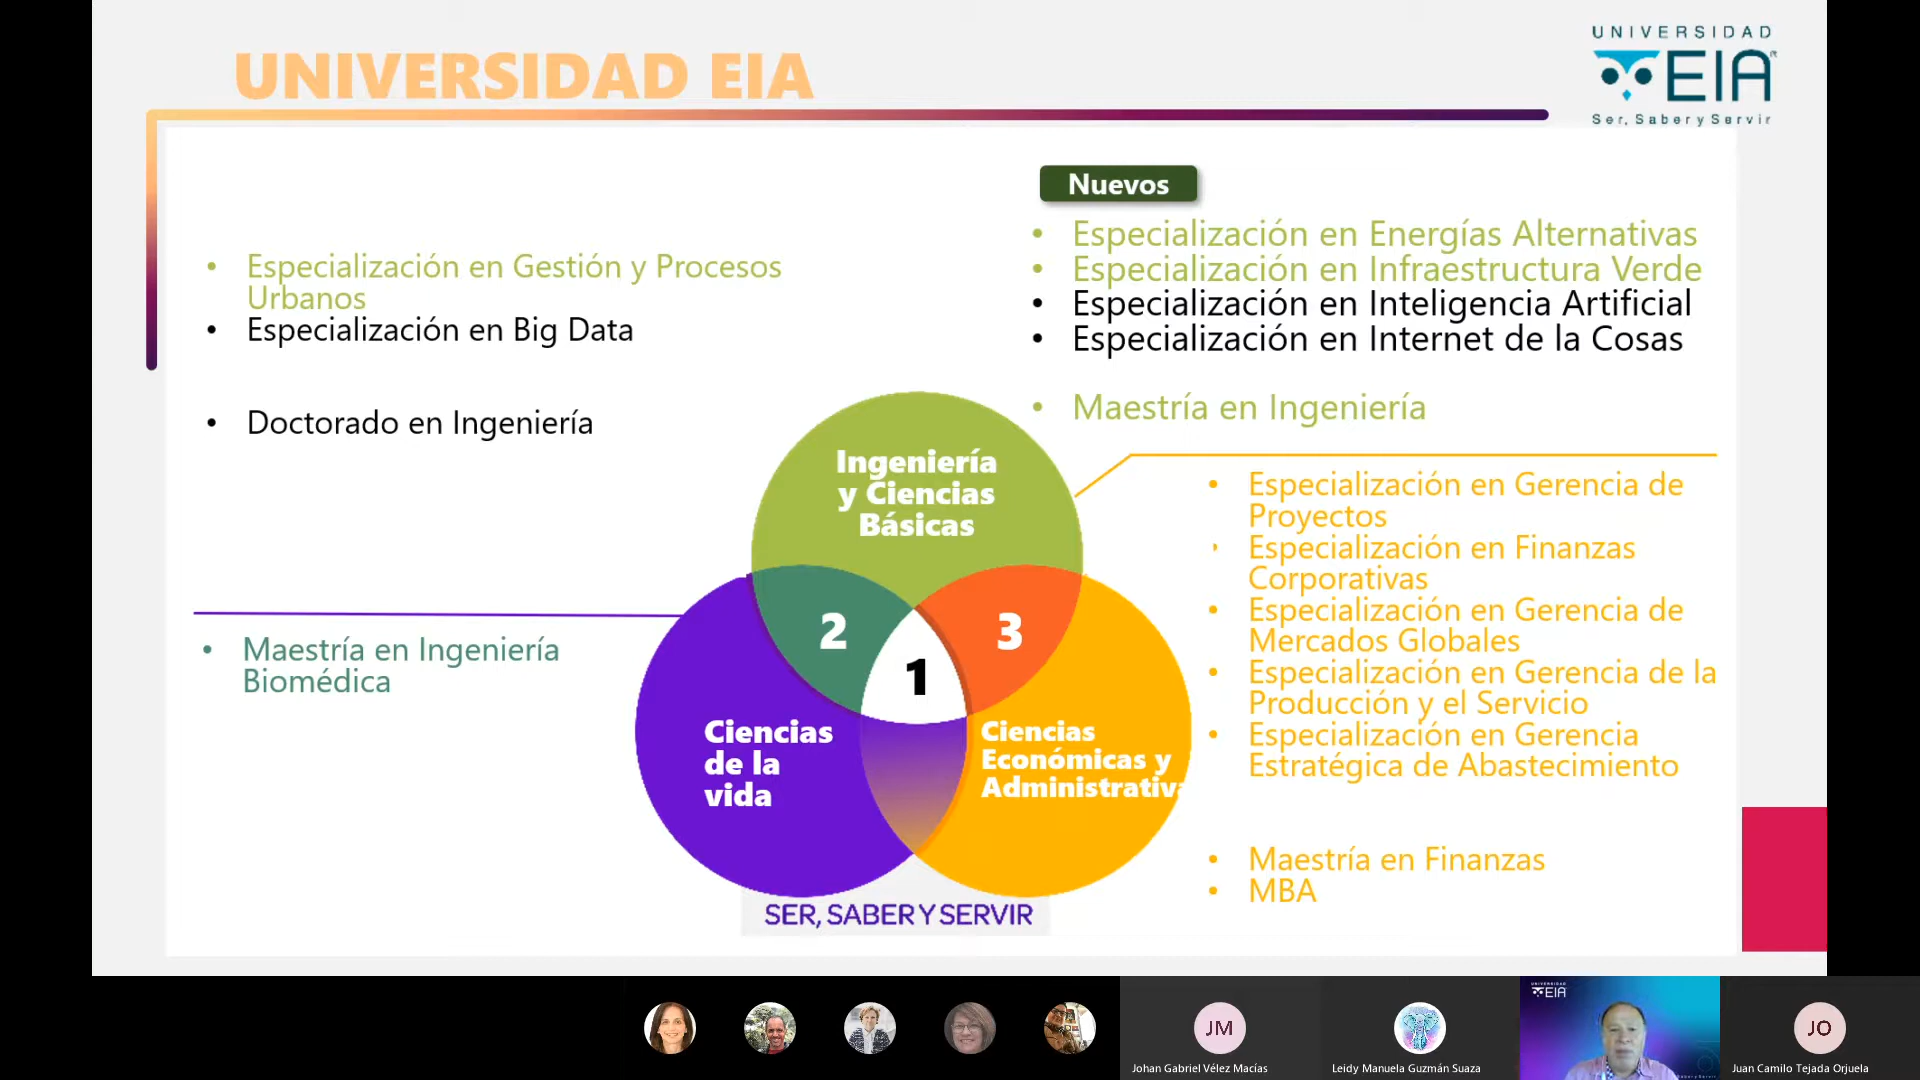 UNIVERSIDAD EIA
UNIVERSIDAD
EIA
Ser, Saber y Servir
Nuevos
• Especialización en Energías Alternativas
• Especialización en Infraestructura Verde
• Especialización en Inteligencia Artificial
• Especialización en Internet de la Cosas
• Maestría en Ingeniería
• Especialización en Gestión y Procesos
Urbanos
• Especialización en Big Data
• Doctorado en Ingeniería
Ingeniería
y Ciencias
Básicas
2
3
1
Ciencias
de la
vida
Ciencias
Económicas y
Administrativa
• Maestría en Ingeniería
Biomédica
• Especialización en Gerencia de
Proyectos
• Especialización en Finanzas
Corporativas
• Especialización en Gerencia de
Mercados Globales
• Especialización en Gerencia de la
Producción y el Servicio
• Especialización en Gerencia
Estratégica de Abastecimiento
• Maestría en Finanzas
• MBA
SER, SABER Y SERVIR
JM
Johan Gabriel Vélez Macías
Leidy Manuela Guzmán Suaza
EIA
JO
Juan Camilo Tejada Orjuela